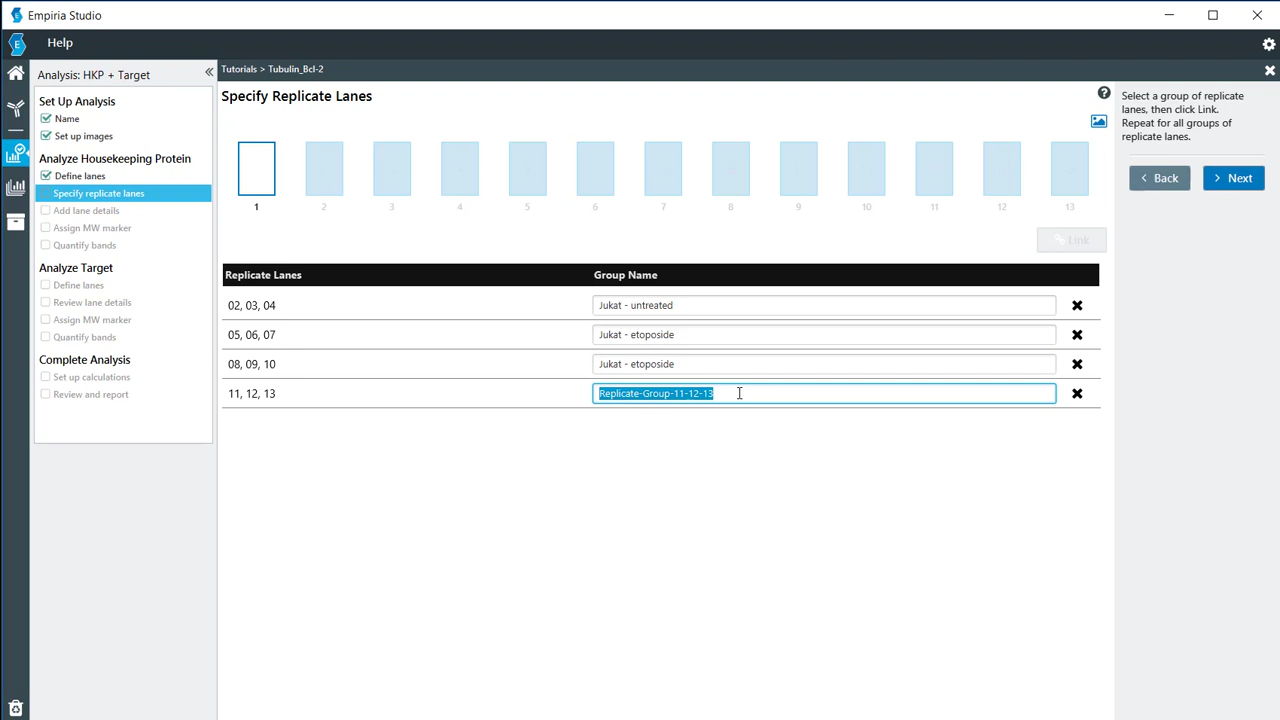 Empiria Studio
Help
Analysis: HKP + Target
Set Up Analysis
Name
Set up images
Analyze Housekeeping Protein
Define lanes
Specify replicate lanes
Add lane details
Assign MW marker
Quantify bands
Analyze Target
Define lanes
Review lane details
Assign MW marker
Quantify bands
Complete Analysis
Set up calculations
Review and report
Tutorials > Tubulin_Bcl-2
Specify Replicate Lanes
1 2 3 4 5 6 7 8 9 10 11 12 13
Link
Replicate Lanes Group Name
02, 03, 04 Jukat - untreated
05, 06, 07 Jukat - etoposide
08, 09, 10 Jukat - etoposide
11, 12, 13 Replicate-Group-11-12-13
Select a group of replicate
lanes, then click Link.
Repeat for all groups of
replicate lanes.
Back Next